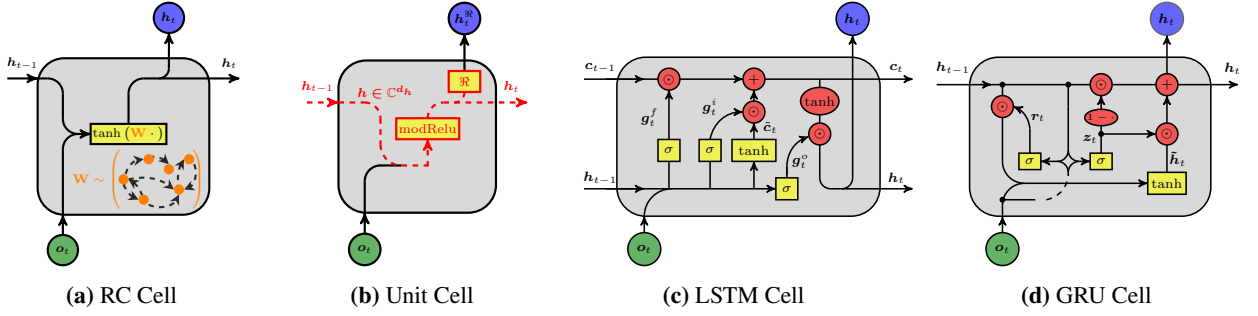 h_t
h_{t-1}
h_t
tanh (W ·)
W ~
o_t
(a) RC Cell
h_t^ℜ
ℜ
h_{t-1}
h ∈ ℂ^{d_h}
h_t
modRelu
o_t
(b) Unit Cell
h_t
c_{t-1}
⊙
+
c_t
tanh
g_t^f
g_t^i
⊙
c̃_t
⊙
σ
σ
tanh
g_t^o
h_{t-1}
σ
h_t
o_t
(c) LSTM Cell
h_t
h_{t-1}
⊙
+
h_t
⊙
r_t
1 − ·
z_t
⊙
σ
σ
h̃_t
tanh
o_t
(d) GRU Cell